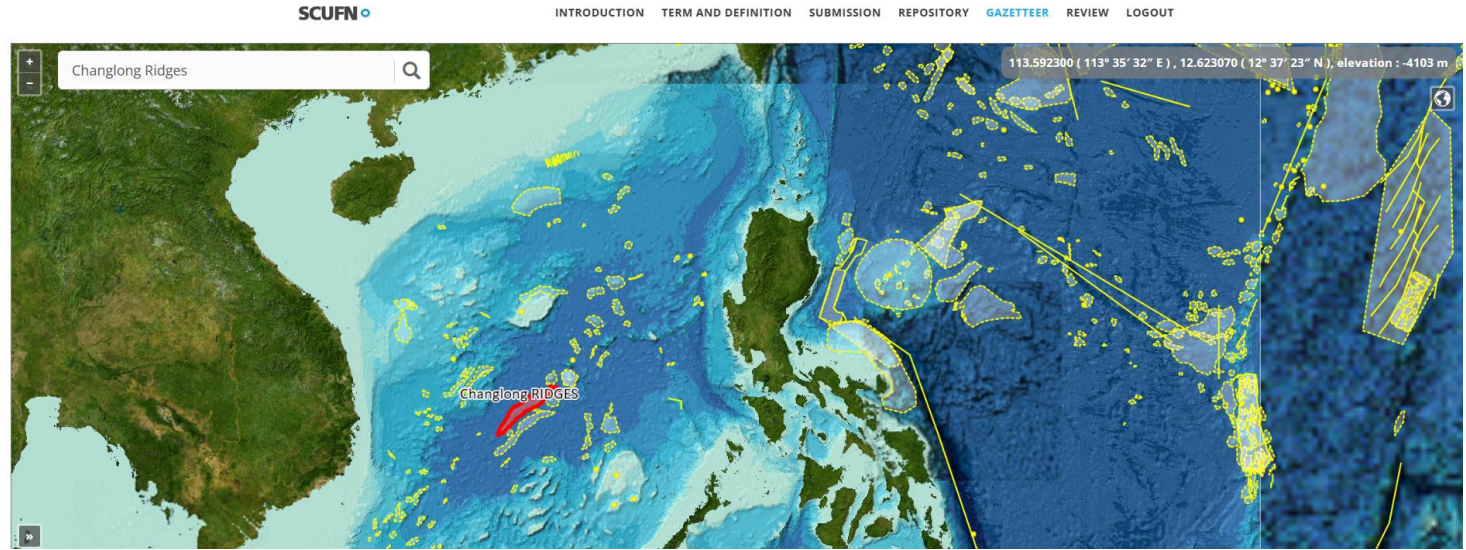 SCUFN
INTRODUCTION TERM AND DEFINITION SUBMISSION REPOSITORY GAZETTEER REVIEW LOGOUT
+
−
Changlong Ridges
113.592300 ( 113° 35′ 32″ E ) , 12.623070 ( 12° 37′ 23″ N ), elevation : -4103 m
Changlong RIDGES
»